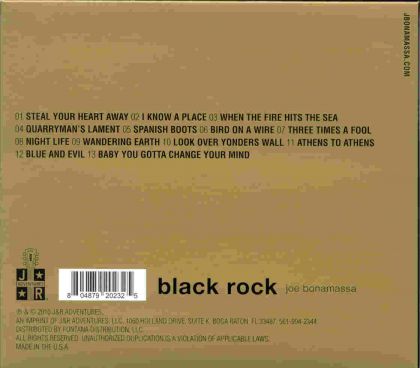 JBONAMASSA.COM
01 STEAL YOUR HEART AWAY 02 I KNOW A PLACE 03 WHEN THE FIRE HITS THE SEA
04 QUARRYMAN'S LAMENT 05 SPANISH BOOTS 06 BIRD ON A WIRE 07 THREE TIMES A FOOL
08 NIGHT LIFE 09 WANDERING EARTH 10 LOOK OVER YONDERS WALL 11 ATHENS TO ATHENS
12 BLUE AND EVIL 13 BABY YOU GOTTA CHANGE YOUR MIND
J
ADVENTURES
R
8 04879 20232 5
black rock joe bonamassa
℗ & © 2010 J&R ADVENTURES,
AN IMPRINT OF J&R ADVENTURES, LLC. 1060 HOLLAND DRIVE, SUITE K, BOCA RATON, FL 33487. 561-994-2344.
DISTRIBUTED BY FONTANA DISTRIBUTION, LLC.
ALL RIGHTS RESERVED. UNAUTHORIZED DUPLICATION IS A VIOLATION OF APPLICABLE LAWS.
MADE IN THE U.S.A.